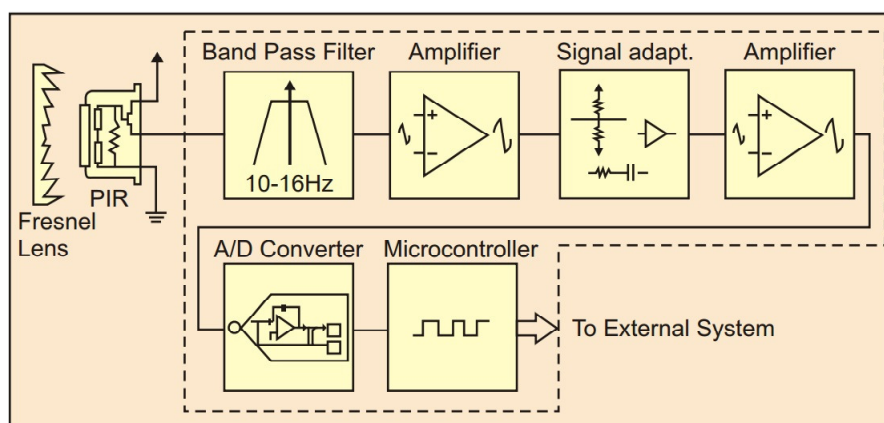 Band Pass Filter
Amplifier
Signal adapt.
Amplifier
+
−
+
−
10-16Hz
PIR
Fresnel
Lens
A/D Converter
Microcontroller
To External System